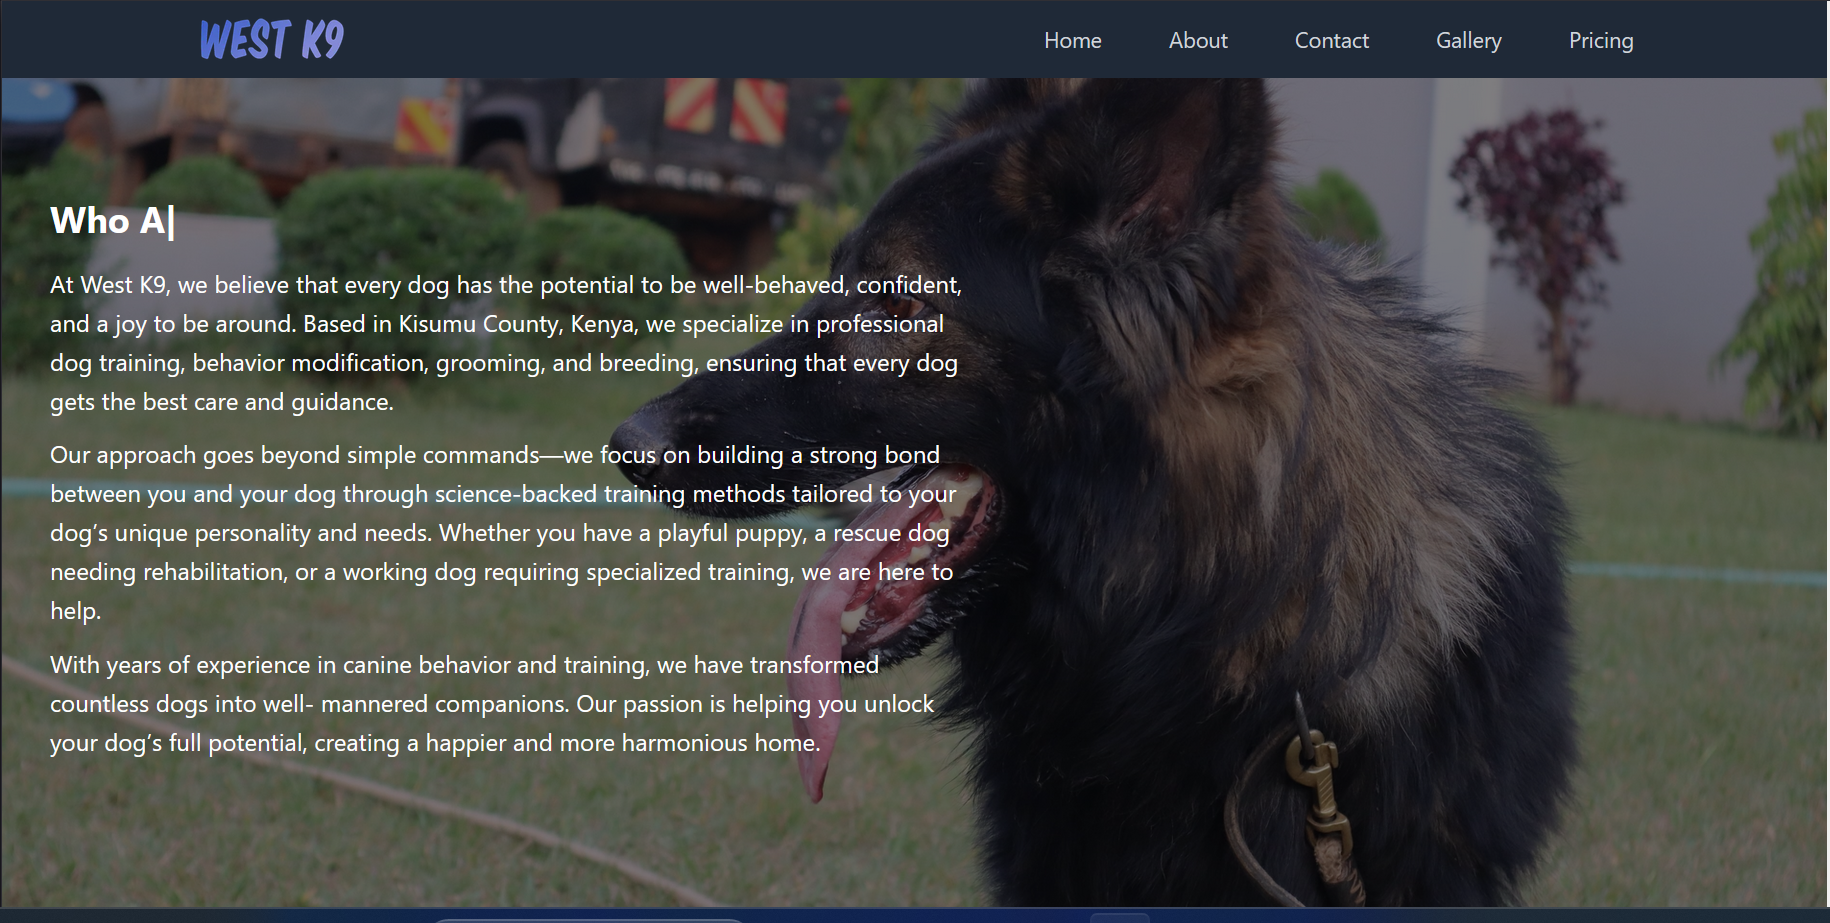 WEST K9
Home About Contact Gallery Pricing
Who A|
At West K9, we believe that every dog has the potential to be well-behaved, confident,
and a joy to be around. Based in Kisumu County, Kenya, we specialize in professional
dog training, behavior modification, grooming, and breeding, ensuring that every dog
gets the best care and guidance.
Our approach goes beyond simple commands—we focus on building a strong bond
between you and your dog through science-backed training methods tailored to your
dog’s unique personality and needs. Whether you have a playful puppy, a rescue dog
needing rehabilitation, or a working dog requiring specialized training, we are here to
help.
With years of experience in canine behavior and training, we have transformed
countless dogs into well- mannered companions. Our passion is helping you unlock
your dog’s full potential, creating a happier and more harmonious home.